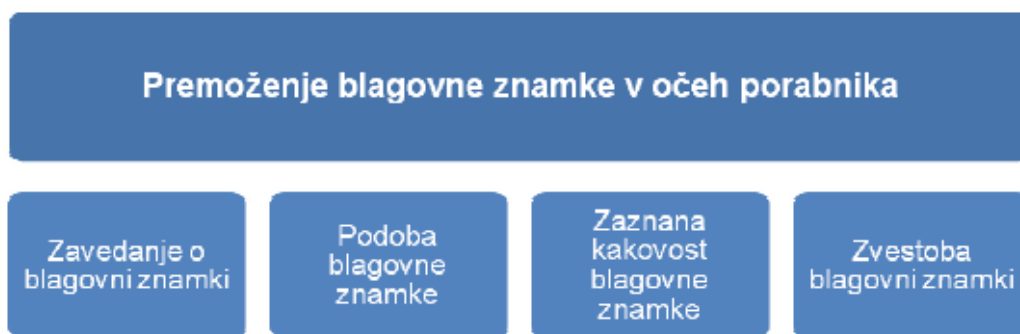 Premoženje blagovne znamke v očeh porabnika
Zavedanje o
blagovni znamki
Podoba
blagovne
znamke
Zaznana
kakovost
blagovne
znamke
Zvestoba
blagovni znamki